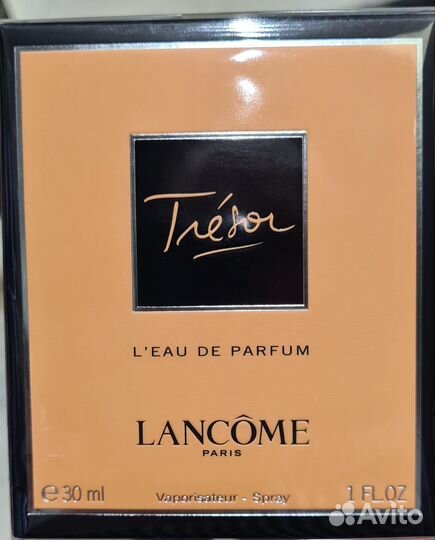 Trésor
L'EAU DE PARFUM
LANCÔME
PARIS
℮ 30 ml Vaporisateur - Spray 1 FL.OZ
Avito